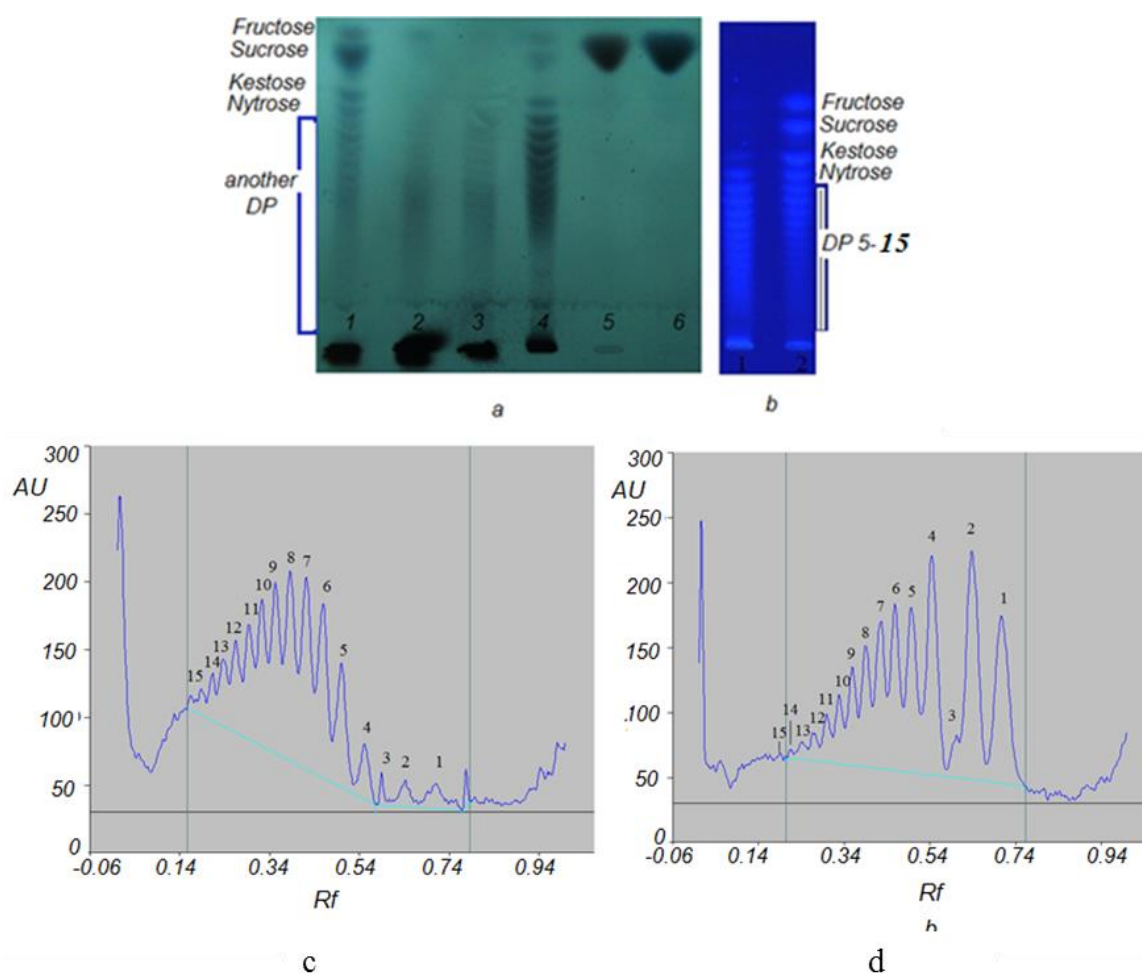 Fructose
Sucrose
Kestose
Nytrose
another
DP
1 2 3 4 5 6
a
Fructose
Sucrose
Kestose
Nytrose
DP 5-15
1 2
b
300
AU
250
200
150
100
50
0
-0.06 0.14 0.34 0.54 0.74 0.94
Rf
15 14 13 12 11 10 9 8 7 6 5 4 3 2 1
c
300
AU
250
200
150
100
50
0
-0.06 0.14 0.34 0.54 0.74 0.94
Rf
15 14 13 12 11 10 9 8 7 6 5 4 3 2 1
d